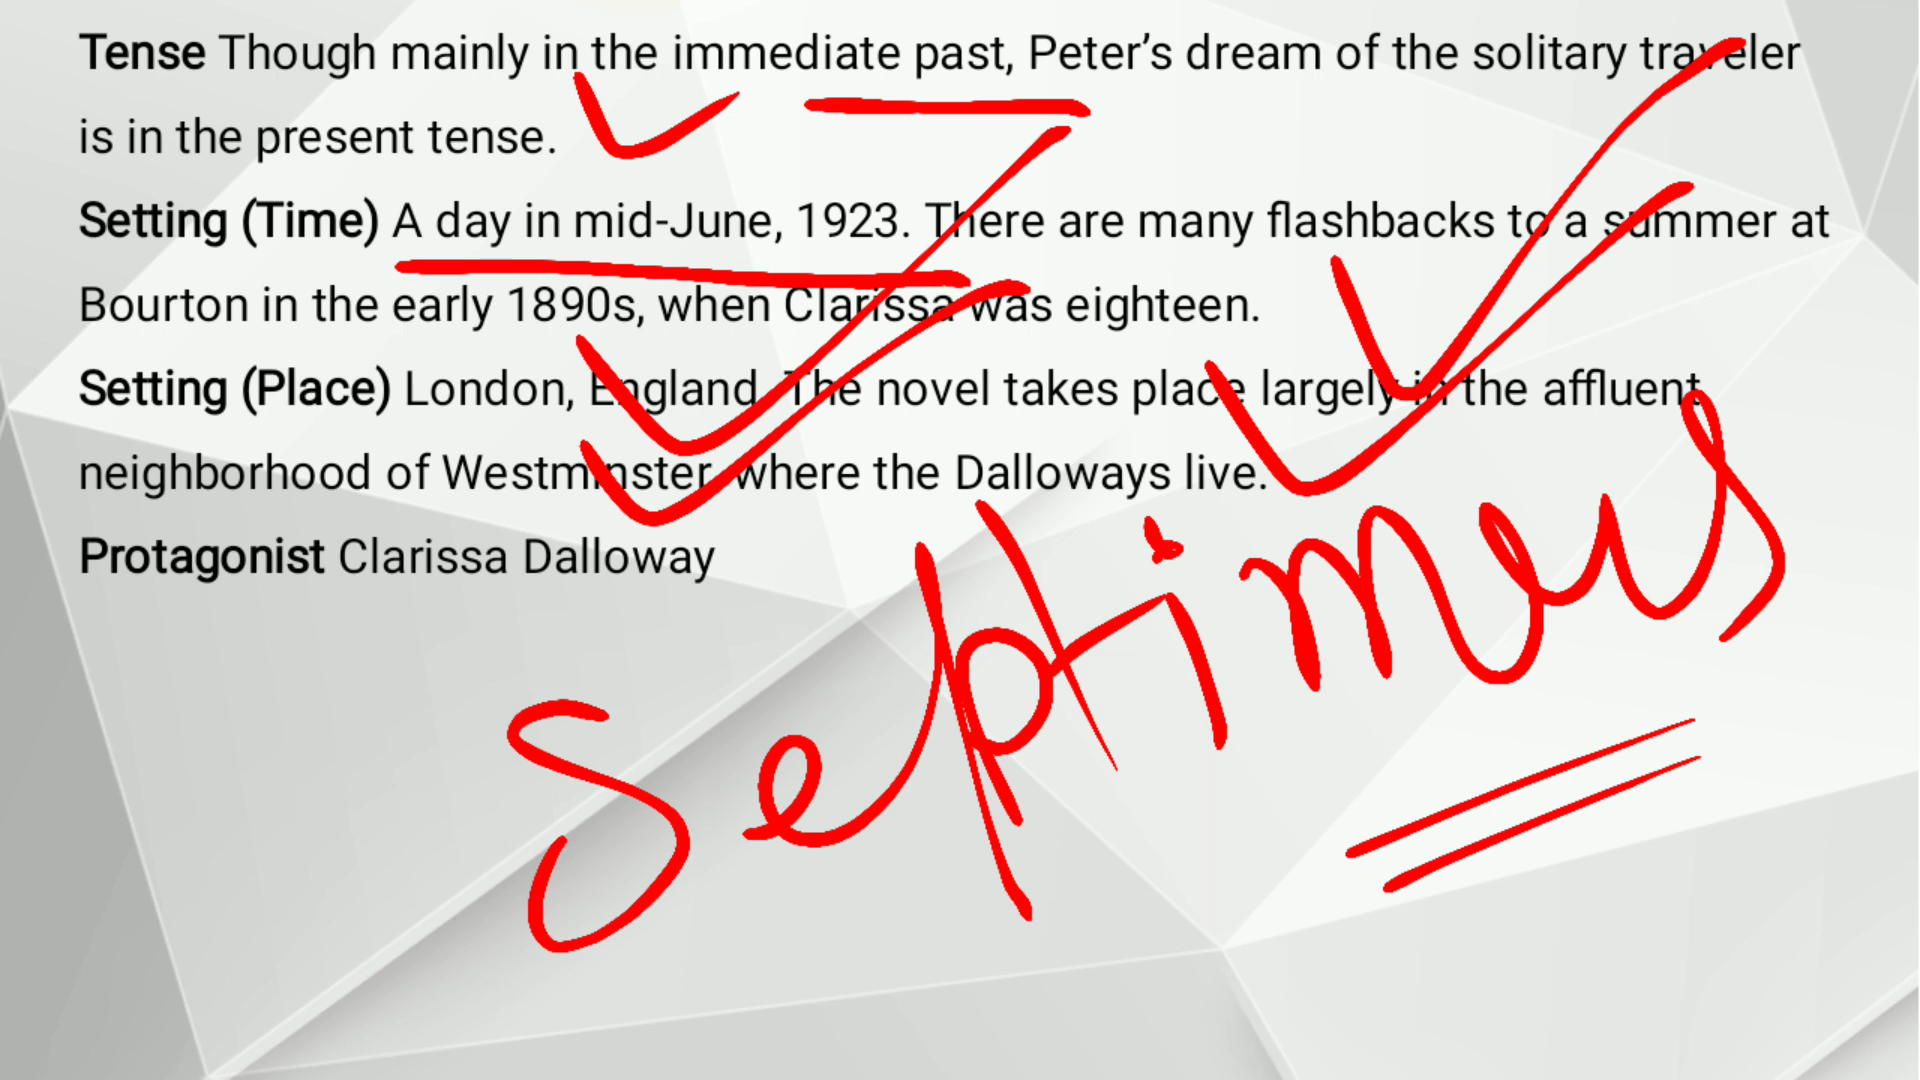 Tense Though mainly in the immediate past, Peter’s dream of the solitary traveler
is in the present tense.
Setting (Time) A day in mid-June, 1923. There are many flashbacks to a summer at
Bourton in the early 1890s, when Clarissa was eighteen.
Setting (Place) London, England. The novel takes place largely in the affluent
neighborhood of Westminster, where the Dalloways live.
Protagonist Clarissa Dalloway
Septimus